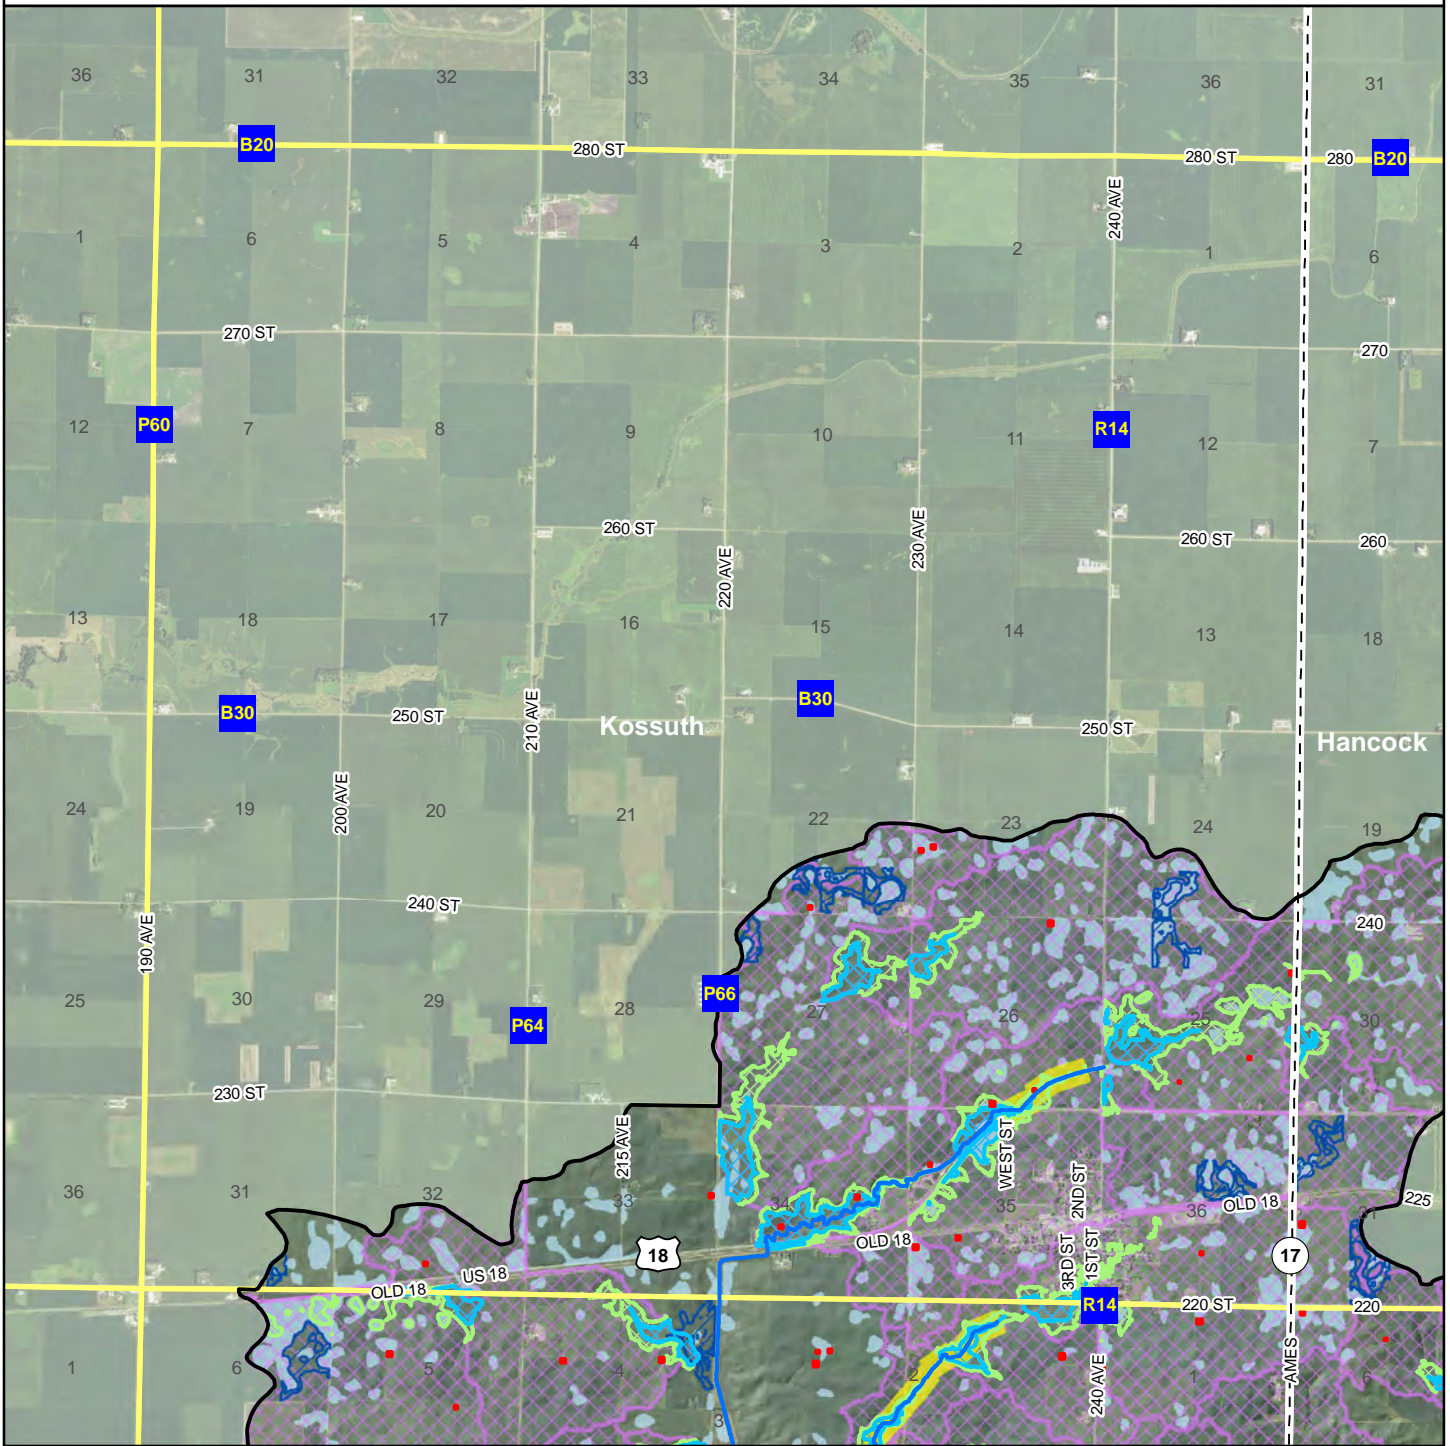 36 31 32 33 34 35 36 31
B20 280 ST 280 ST 280 B20
240 AVE
1 6 5 4 3 2 1 6
270 ST 270
P60 R14
12 7 8 9 10 11 12 7
260 ST 220 AVE 230 AVE 260 ST 260
13 18 17 16 15 14 13 18
B30 250 ST 210 AVE Kossuth B30 250 ST Hancock
24 19 200 AVE 20 21 22 23 24 19
190 AVE 240 ST 240
25 30 29 28 27 26 25 30
P64 P66
230 ST 215 AVE WEST ST
36 31 32 33 34 35 2ND ST 36 31
OLD 18 225
US 18 18 OLD 18 3RD ST 1ST ST 17
OLD 18 R14 220 ST 220
1 6 5 4 3 2 240 AVE 1 AMES 6